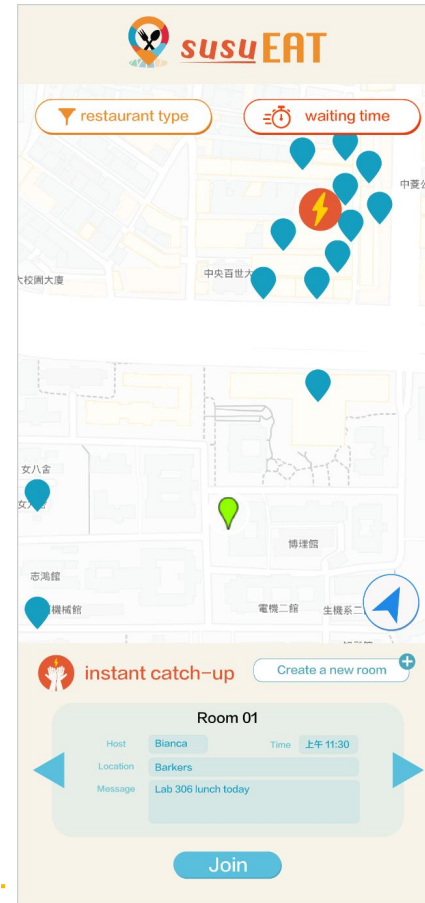 susuEAT
restaurant type
waiting time
中菱公
中央百世大
大校園大廈
女八舍
女
博理館
志鴻館
機械館
電機二館
生機系二
instant catch-up
Create a new room
Room 01
Host
Bianca
Time
上午 11:30
Location
Barkers
Message
Lab 306 lunch today
Join